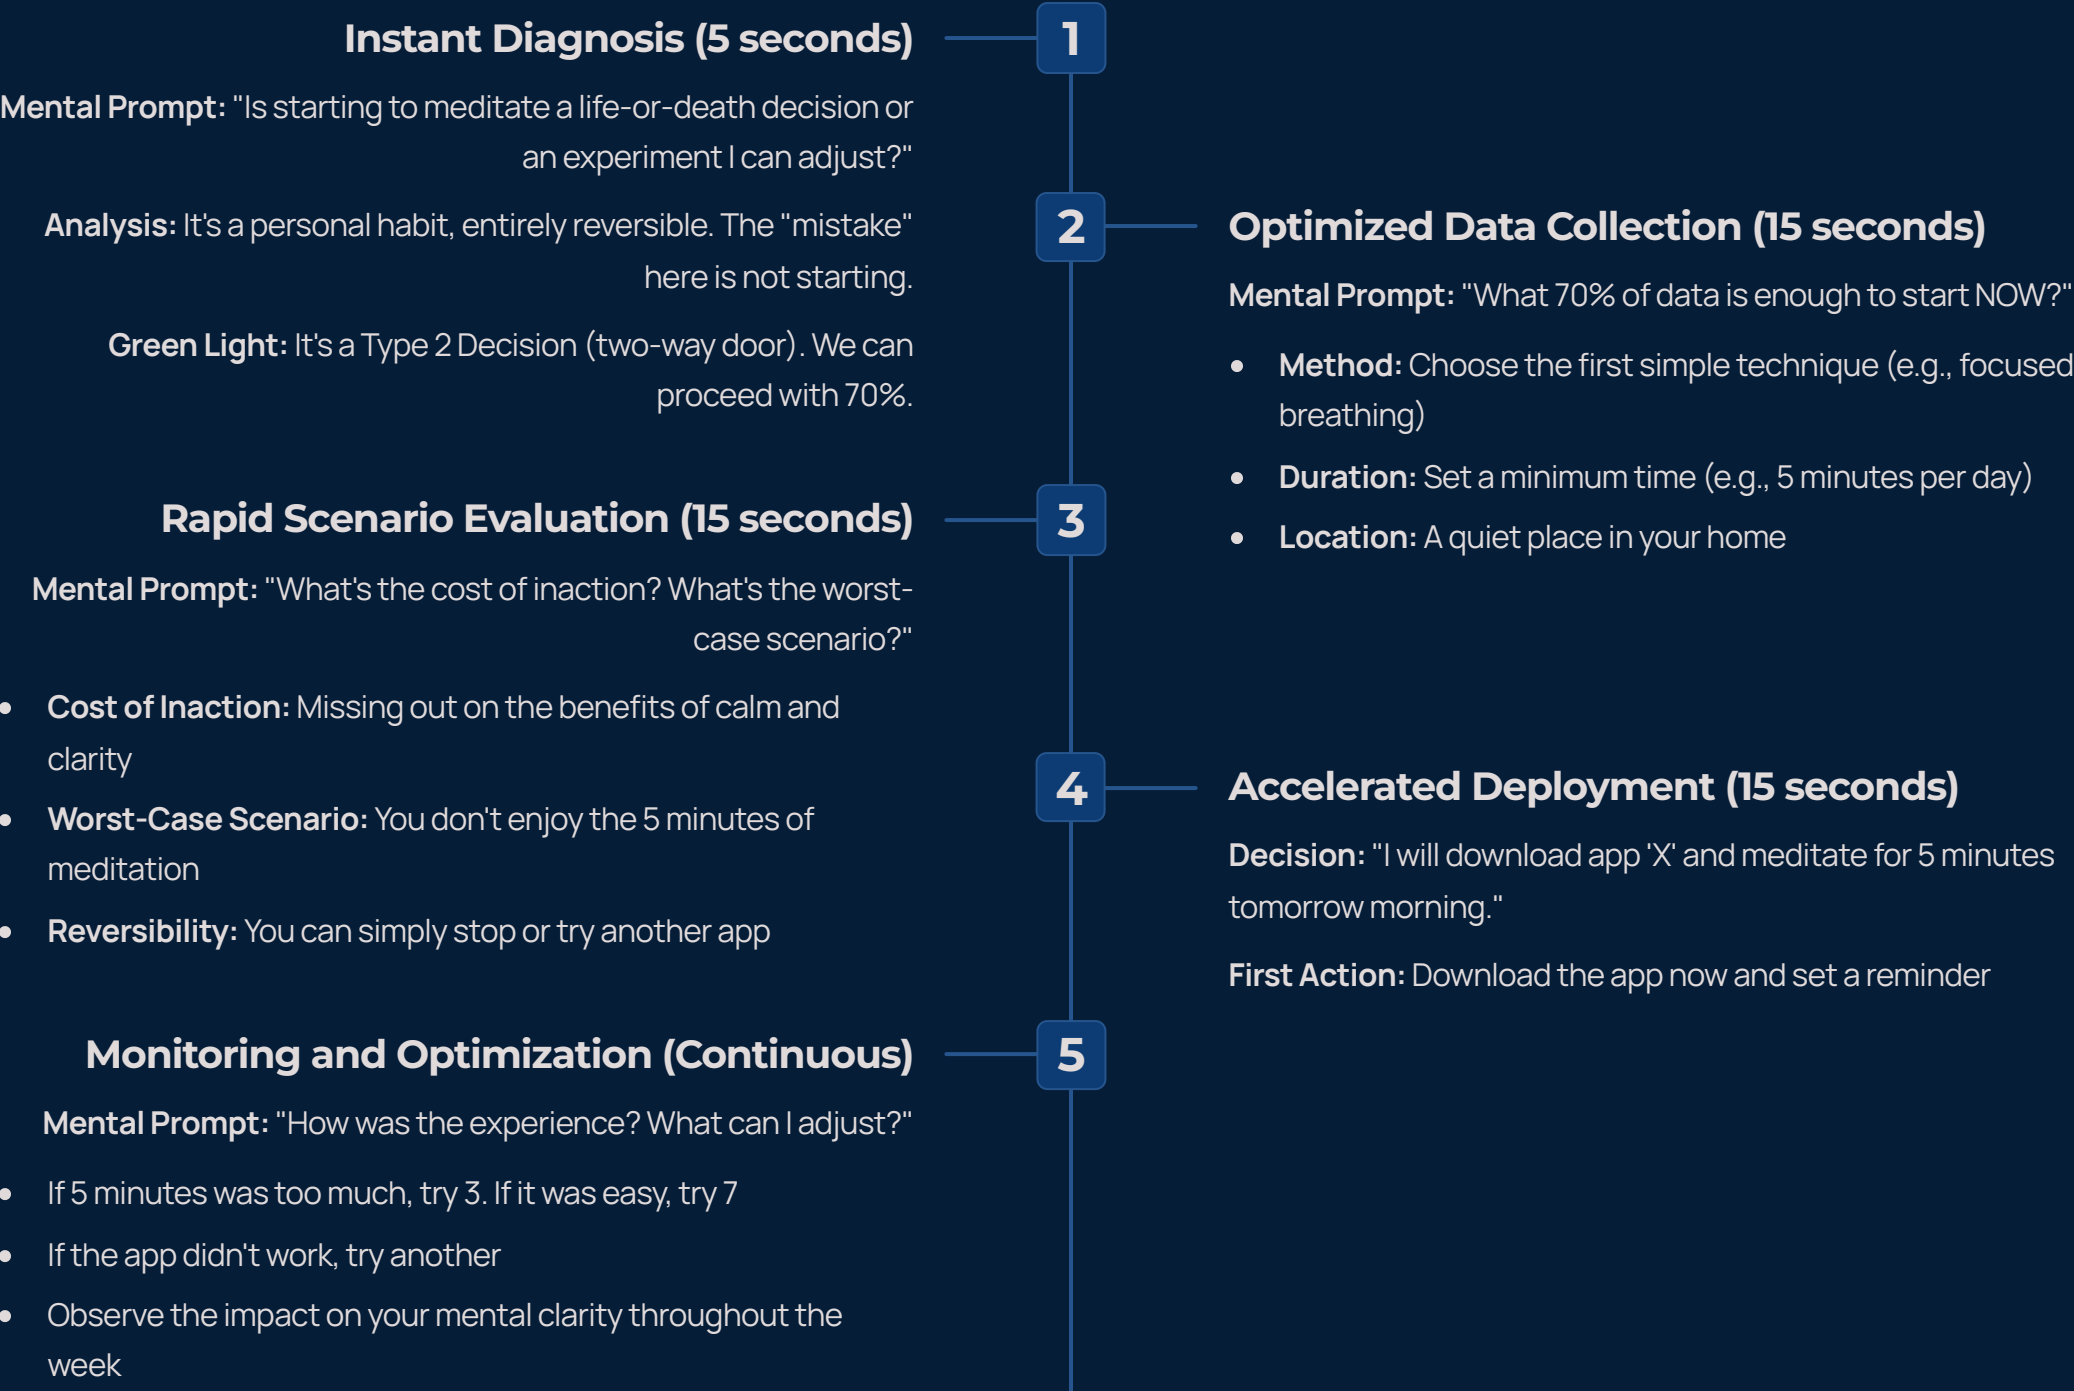 Instant Diagnosis (5 seconds)
1
Mental Prompt: "Is starting to meditate a life-or-death decision or
an experiment I can adjust?"
Analysis: It's a personal habit, entirely reversible. The "mistake"
here is not starting.
Green Light: It's a Type 2 Decision (two-way door). We can
proceed with 70%.
2
Optimized Data Collection (15 seconds)
Mental Prompt: "What 70% of data is enough to start NOW?"
• Method: Choose the first simple technique (e.g., focused
breathing)
• Duration: Set a minimum time (e.g., 5 minutes per day)
• Location: A quiet place in your home
Rapid Scenario Evaluation (15 seconds)
3
Mental Prompt: "What's the cost of inaction? What's the worst-
case scenario?"
• Cost of Inaction: Missing out on the benefits of calm and
clarity
• Worst-Case Scenario: You don't enjoy the 5 minutes of
meditation
• Reversibility: You can simply stop or try another app
4
Accelerated Deployment (15 seconds)
Decision: "I will download app 'X' and meditate for 5 minutes
tomorrow morning."
First Action: Download the app now and set a reminder
Monitoring and Optimization (Continuous)
5
Mental Prompt: "How was the experience? What can I adjust?"
• If 5 minutes was too much, try 3. If it was easy, try 7
• If the app didn't work, try another
• Observe the impact on your mental clarity throughout the
week